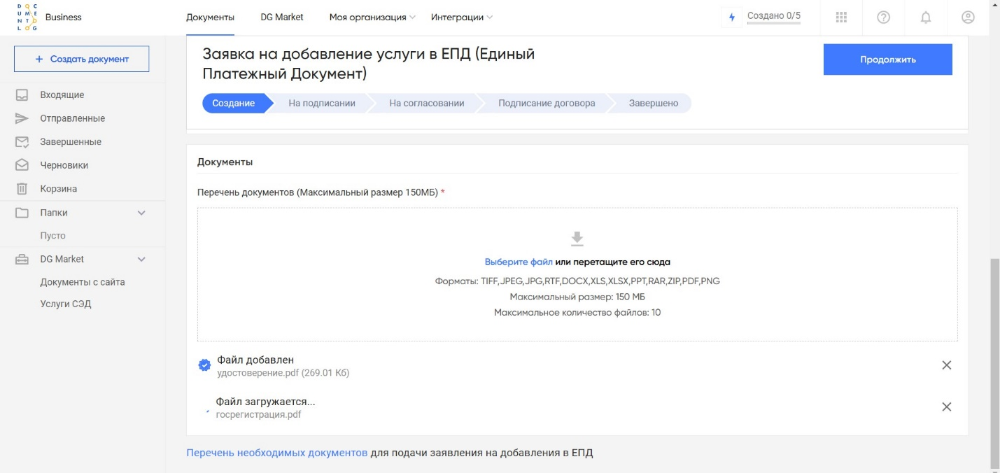 DOC
UME
NTO
LOG
Business
Документы
DG Market
Моя организация
Интеграции
Создано 0/5
+ Создать документ
Входящие
Отправленные
Завершенные
Черновики
Корзина
Папки
Пусто
DG Market
Документы с сайта
Услуги СЭД
Заявка на добавление услуги в ЕПД (Единый
Платежный Документ)
Продолжить
Создание
На подписании
На согласовании
Подписание договора
Завершено
Документы
Перечень документов (Максимальный размер 150МБ) *
Выберите файл или перетащите его сюда
Форматы: TIFF,JPEG,JPG,RTF,DOCX,XLS,XLSX,PPT,RAR,ZIP,PDF,PNG
Максимальный размер: 150 МБ
Максимальное количество файлов: 10
Файл добавлен
удостоверение.pdf (269.01 Кб)
Файл загружается...
госрегистрация.pdf
Перечень необходимых документов для подачи заявления на добавления в ЕПД